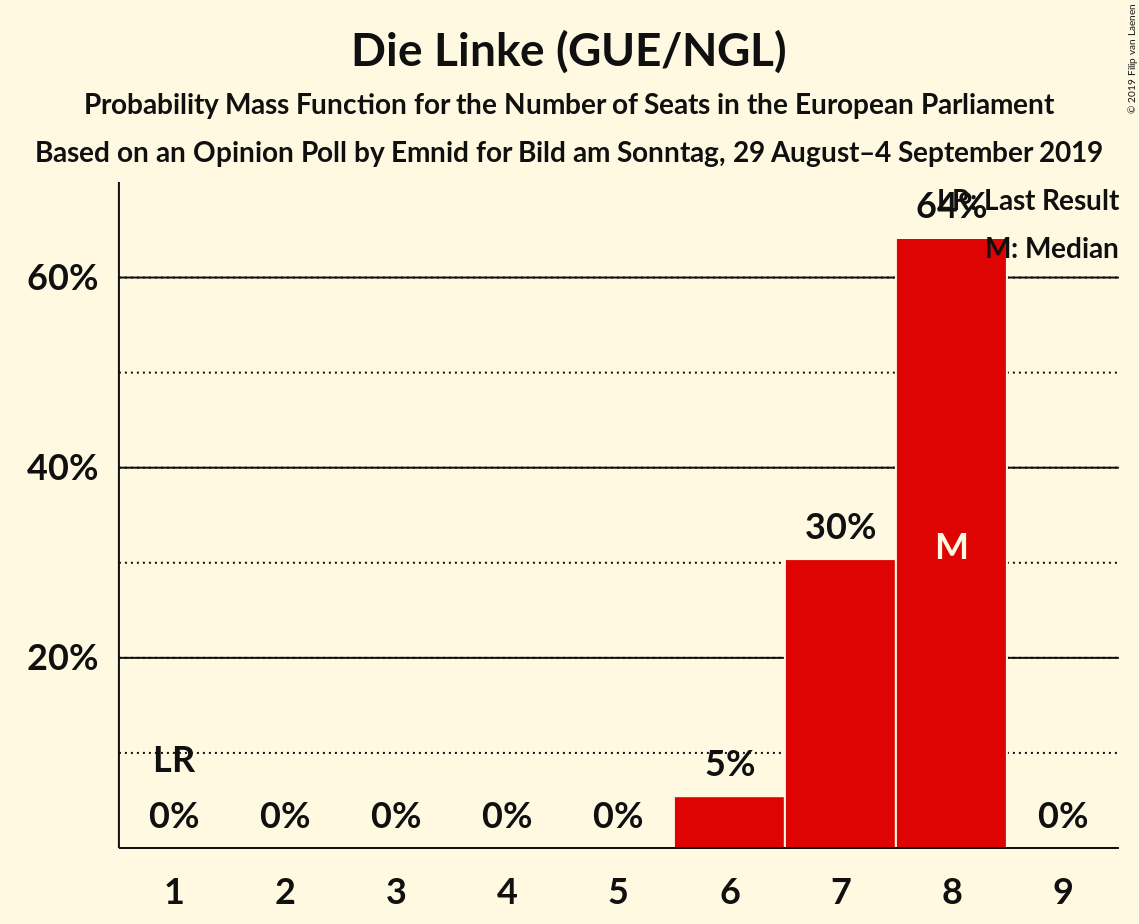 Die Linke (GUE/NGL)
Probability Mass Function for the Number of Seats in the European Parliament
Based on an Opinion Poll by Emnid for Bild am Sonntag, 29 August–4 September 2019
© 2019 Filip van Laenen
LR: Last Result
M: Median
64%
60%
40%
30%
M
20%
LR
5%
0% 0% 0% 0% 0% 0%
1 2 3 4 5 6 7 8 9